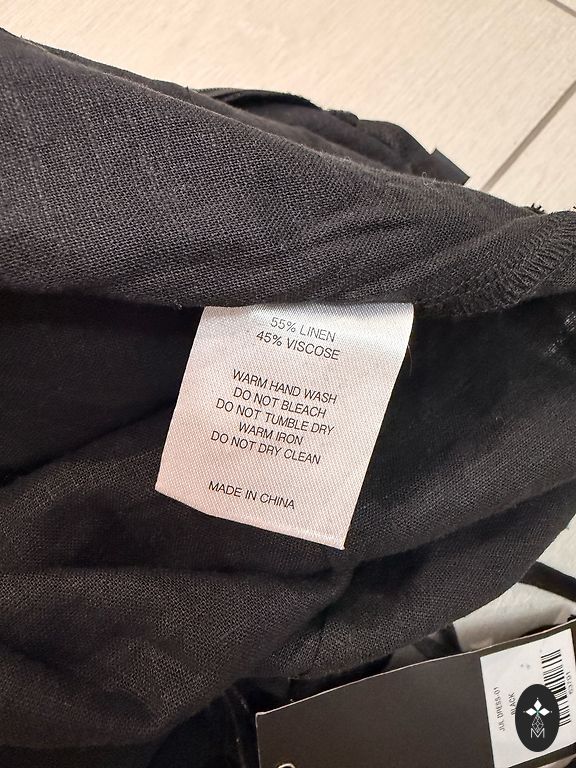 55% LINEN
45% VISCOSE
WARM HAND WASH
DO NOT BLEACH
DO NOT TUMBLE DRY
WARM IRON
DO NOT DRY CLEAN
MADE IN CHINA
BLACK